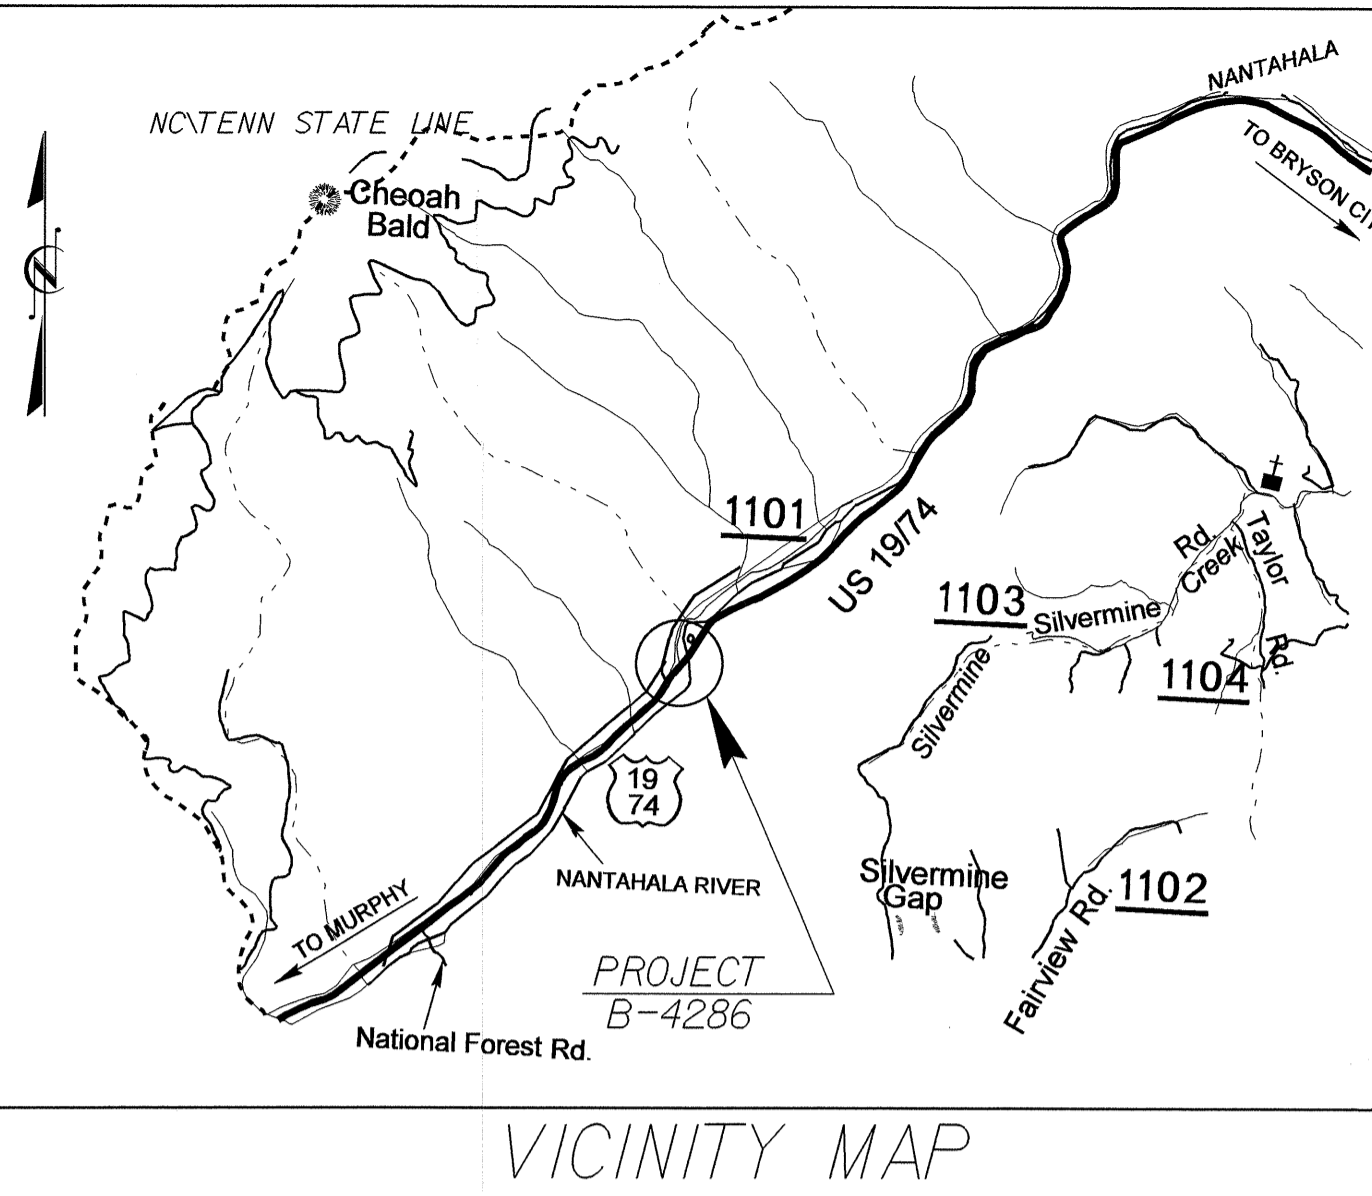 NANTAHALA
NC\TENN STATE LINE
TO BRYSON
Cheoah
Bald
N
1101
US 19/74
Rd.
Creek
Taylor
Rd.
1103
Silvermine
1104
Silvermine
19
74
NANTAHALA RIVER
Silvermine
Gap
1102
Fairview Rd.
TO MURPHY
PROJECT
B-4286
National Forest Rd.
VICINITY MAP